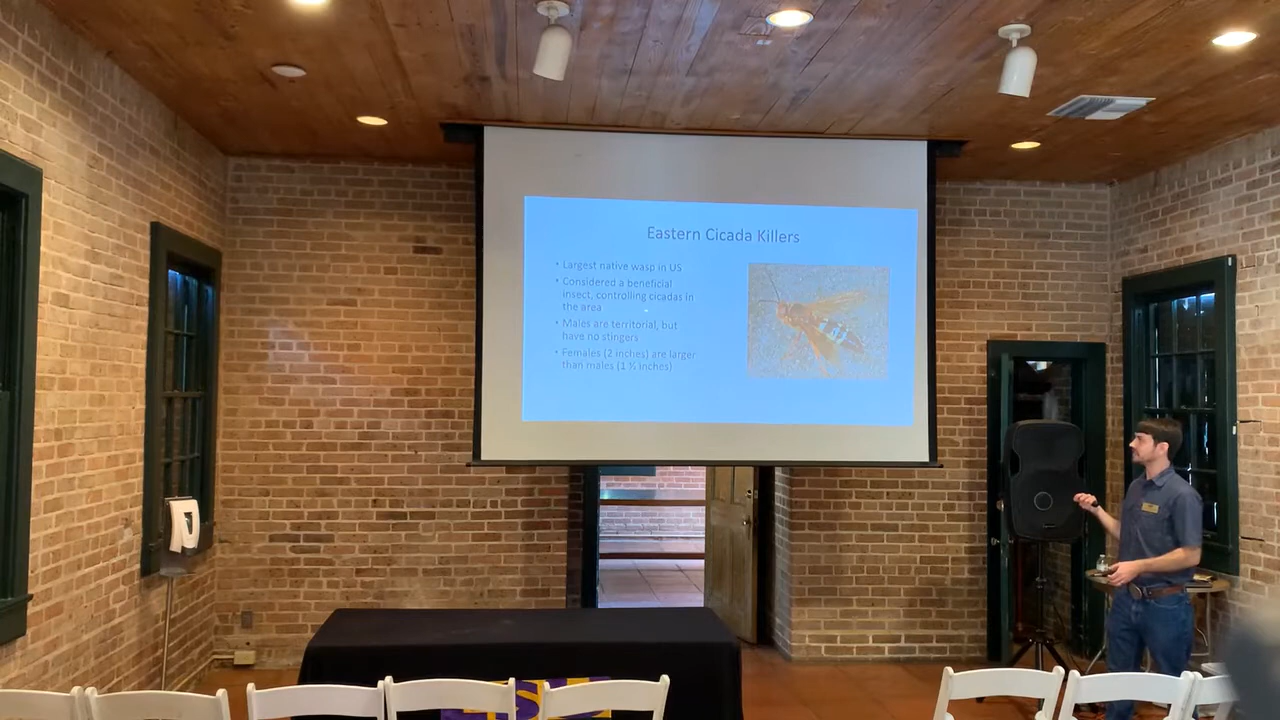 Eastern Cicada Killers
• Largest native wasp in US
• Considered a beneficial
insect, controlling cicadas in
the area
• Males are territorial, but
have no stingers
• Females (2 inches) are larger
than males (1 ½ inches)